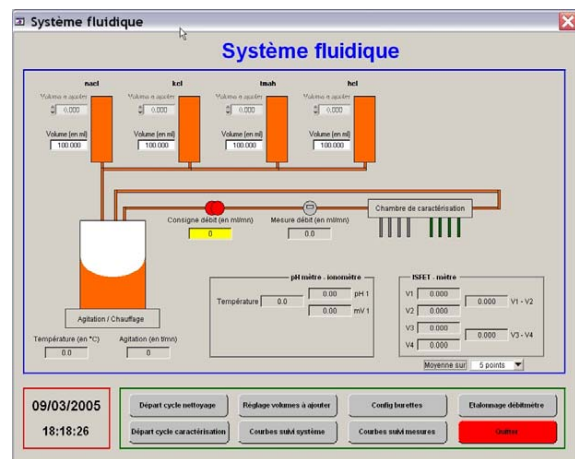 Système fluidique
Système fluidique
nacl kcl tmah hcl
Volume à ajouter Volume à ajouter Volume à ajouter Volume à ajouter
0.000 0.000 0.000 0.000
Volume (en ml) Volume (en ml) Volume (en ml) Volume (en ml)
100.000 100.000 100.000 100.000
Chambre de caractérisation
Consigne débit (en ml/mn) Mesure débit (en ml/mn)
0 0.0
pH mètre - ionomètre
Température 0.0
0.00 pH 1
0.00 mV 1
ISFET - mètre
V1 0.000
V2 0.000
0.000 V1 - V2
V3 0.000
V4 0.000
0.000 V3 - V4
Moyenne sur 5 points
Agitation / Chauffage
Température (en °C) Agitation (en t/mn)
0.0 0
09/03/2005
18:18:26
Départ cycle nettoyage Réglage volumes à ajouter Config burettes Etalonnage débitmètre
Départ cycle caractérisation Courbes suivi système Courbes suivi mesures Quitter